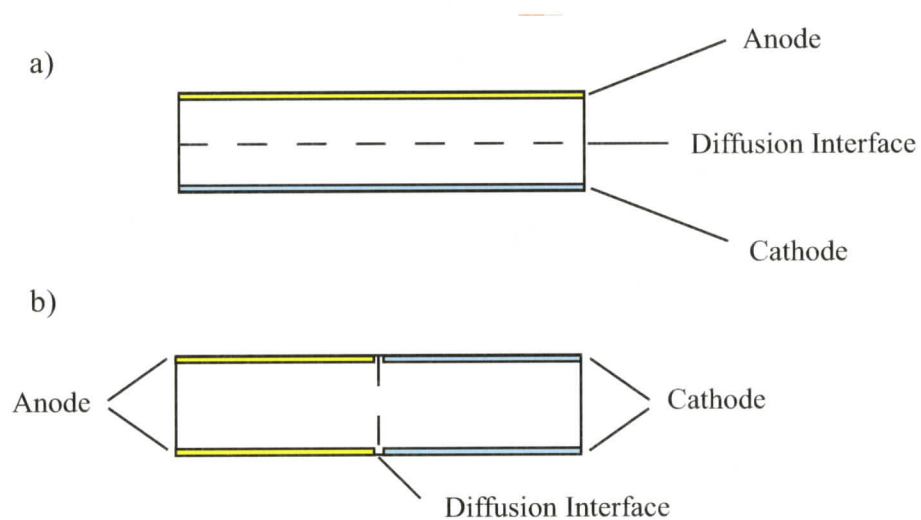 a)
Anode
Diffusion Interface
Cathode
b)
Anode
Cathode
Diffusion Interface